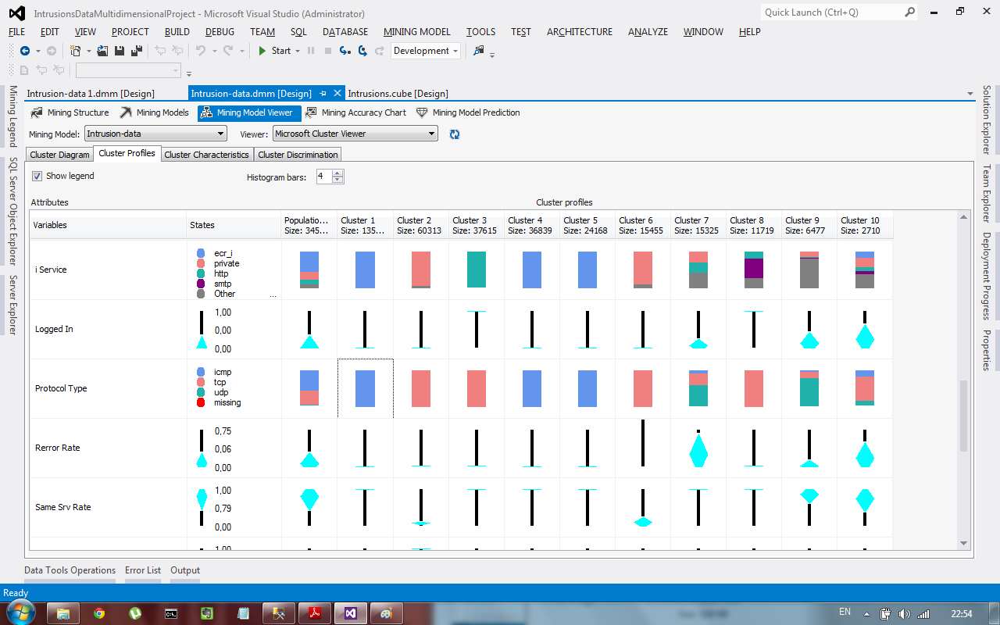 IntrusionsDataMultidimensionalProject - Microsoft Visual Studio (Administrator)
Quick Launch (Ctrl+Q)
FILE EDIT VIEW PROJECT BUILD DEBUG TEAM SQL DATABASE MINING MODEL TOOLS TEST ARCHITECTURE ANALYZE WINDOW HELP
Start Development
Intrusion-data 1.dmm [Design] Intrusion-data.dmm [Design] Intrusions.cube [Design]
Mining Structure Mining Models Mining Model Viewer Mining Accuracy Chart Mining Model Prediction
Mining Model: Intrusion-data Viewer: Microsoft Cluster Viewer
Cluster Diagram Cluster Profiles Cluster Characteristics Cluster Discrimination
Show legend Histogram bars: 4
Attributes Cluster profiles
Variables States
Populatio... Cluster 1 Cluster 2 Cluster 3 Cluster 4 Cluster 5 Cluster 6 Cluster 7 Cluster 8 Cluster 9 Cluster 10
Size: 345... Size: 135... Size: 60313 Size: 37615 Size: 36839 Size: 24168 Size: 15455 Size: 15325 Size: 11719 Size: 6477 Size: 2710
i Service
ecr_i
private
http
smtp
Other ...
Logged In
1,00
0,00
0,00
Protocol Type
icmp
tcp
udp
missing
Rerror Rate
0,75
0,06
0,00
Same Srv Rate
1,00
0,79
0,00
1,00
Mining Legend
SQL Server Object Explorer
Server Explorer
Solution Explorer
Team Explorer
Deployment Progress
Properties
Data Tools Operations Error List Output
Ready
EN 22:54